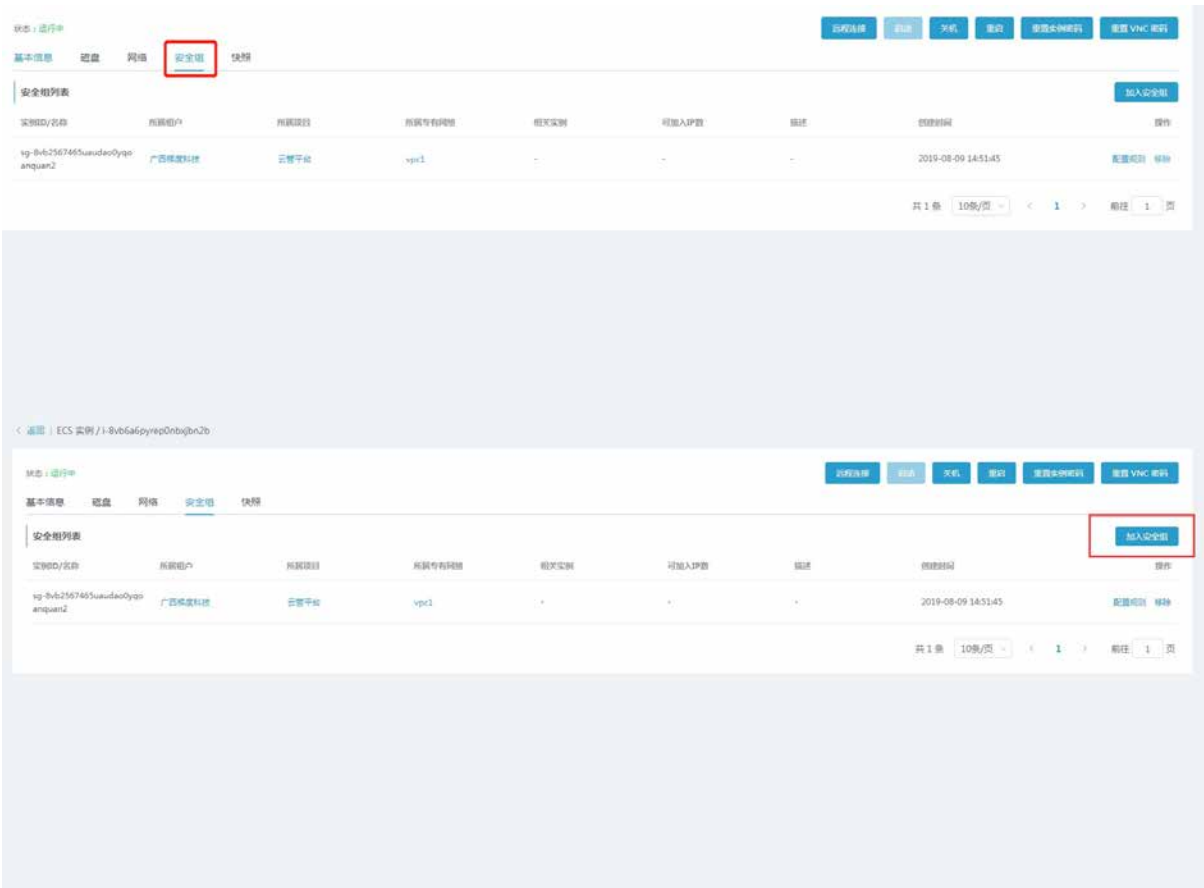 状态：运行中
远程连接 启动 关机 重启 重置实例密码 重置 VNC 密码
基本信息 磁盘 网络 安全组 快照
安全组列表
加入安全组
实例ID/名称 所属租户 所属项目 所属专有网络 相关实例 可加入IP数 描述 创建时间 操作
sg-8vb2567465uaudao0yqo 广西梯度科技 云管平台 vpc1 - - - 2019-08-09 14:51:45 配置规则 移除
anquan2
共 1 条 10条/页 < 1 > 前往 1 页
< 返回 | ECS 实例 / i-8vb6a6pyrep0nbxjbn2b
状态：运行中
远程连接 启动 关机 重启 重置实例密码 重置 VNC 密码
基本信息 磁盘 网络 安全组 快照
安全组列表
加入安全组
实例ID/名称 所属租户 所属项目 所属专有网络 相关实例 可加入IP数 描述 创建时间 操作
sg-8vb2567465uaudao0yqo 广西梯度科技 云管平台 vpc1 - - - 2019-08-09 14:51:45 配置规则 移除
anquan2
共 1 条 10条/页 < 1 > 前往 1 页